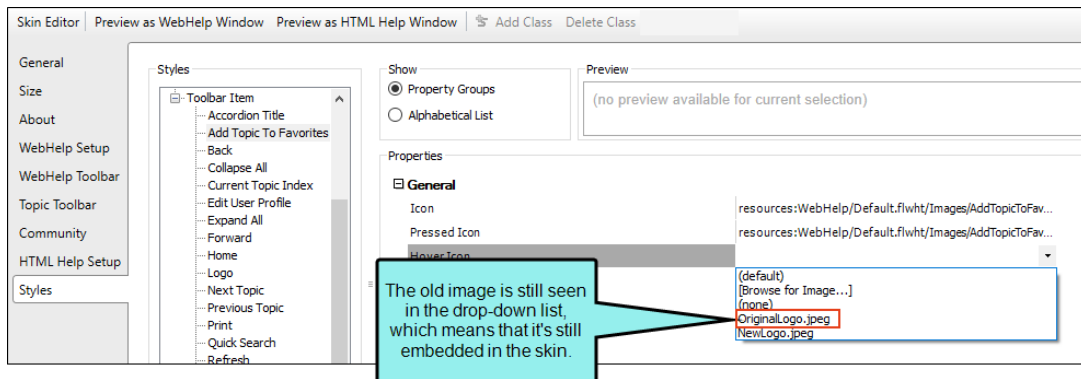 Skin Editor Preview as WebHelp Window Preview as HTML Help Window Add Class Delete Class
General
Size
About
WebHelp Setup
WebHelp Toolbar
Topic Toolbar
Community
HTML Help Setup
Styles
Styles
Toolbar Item
Accordion Title
Add Topic To Favorites
Back
Collapse All
Current Topic Index
Edit User Profile
Expand All
Forward
Home
Logo
Next Topic
Previous Topic
Print
Quick Search
Refresh
Show
Property Groups
Alphabetical List
Preview
(no preview available for current selection)
Properties
General
Icon resources:WebHelp/Default.flwht/Images/AddTopicToFav...
Pressed Icon resources:WebHelp/Default.flwht/Images/AddTopicToFav...
Hover Icon
(default)
[Browse for Image...]
(none)
OriginalLogo.jpeg
NewLogo.jpeg
The old image is still seen
in the drop-down list,
which means that it's still
embedded in the skin.